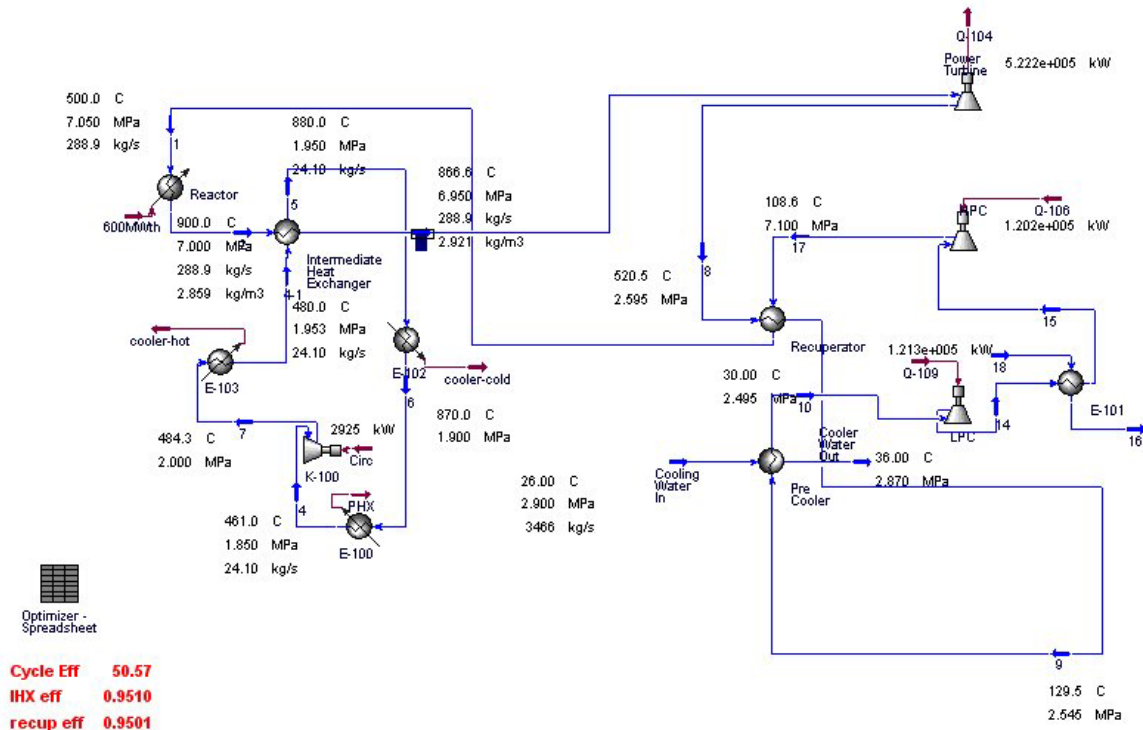 Q-104
Power
Turbine
5.222e+005 kW
500.0 C
7.050 MPa
288.9 kg/s
1
880.0 C
1.950 MPa
24.10 kg/s
5
866.6 C
6.950 MPa
288.9 kg/s
2.921 kg/m3
Reactor
600MWth
900.0 C
7.000 MPa
2
288.9 kg/s
2.859 kg/m3
4-1
Intermediate
Heat
Exchanger
480.0 C
1.953 MPa
24.10 kg/s
108.6 C
7.100 MPa
17
Q-106
1.202e+005 kW
520.5 C
2.595 MPa
8
15
Recuperator
cooler-hot
E-103
E-102
cooler-cold
6
870.0 C
1.900 MPa
7
484.3 C
2.000 MPa
2925 kW
Circ
K-100
4
PHX
E-100
461.0 C
1.850 MPa
24.10 kg/s
1.213e+005 kW
Q-109
18
30.00 C
2.495 MPa
10
LPC
14
E-101
16
Cooler
Water
Out
Cooling
Water
In
Pre
Cooler
36.00 C
2.870 MPa
26.00 C
2.900 MPa
3466 kg/s
9
129.5 C
2.545 MPa
Optimizer -
Spreadsheet
Cycle Eff 50.57
IHX eff 0.9510
recup eff 0.9501